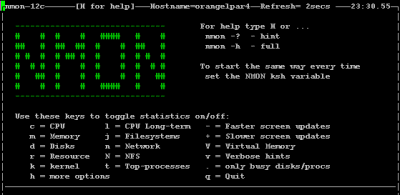 nmon-12c [H for help] Hostname=orangelpar4 Refresh= 2secs 23:30.55
NMON
For help type H or ...
nmon -?  - hint
nmon -h  - full
To start the same way every time
set the NMON ksh variable
Use these keys to toggle statistics on/off:
c = CPU l = CPU Long-term - = Faster screen updates
m = Memory j = Filesystems + = Slower screen updates
d = Disks n = Network V = Virtual Memory
r = Resource N = NFS v = Verbose hints
k = kernel t = Top-processes . = only busy disks/procs
h = more options q = Quit